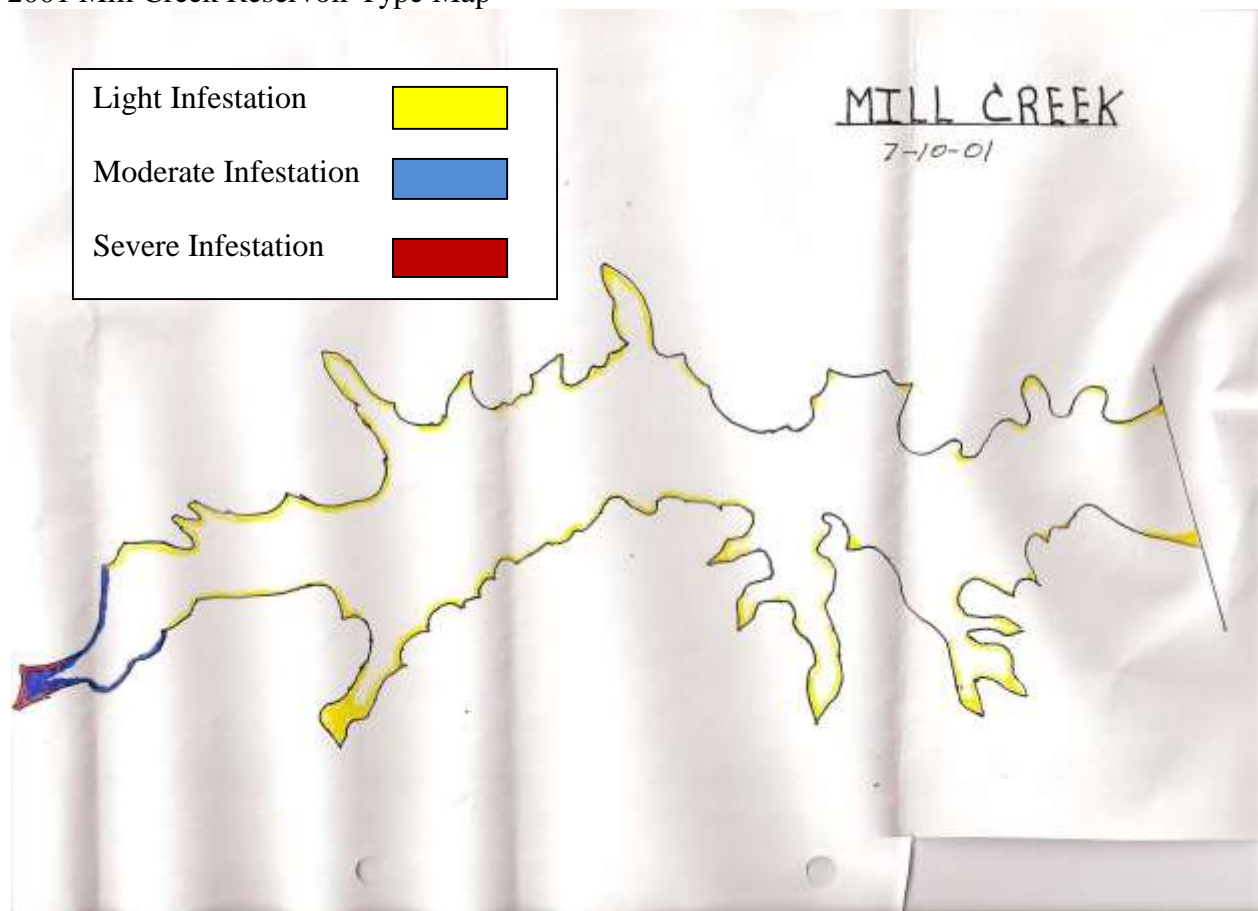 2001 Mill Creek Reservoir Type Map
Light Infestation
Moderate Infestation
Severe Infestation
MILL CREEK
7-10-01